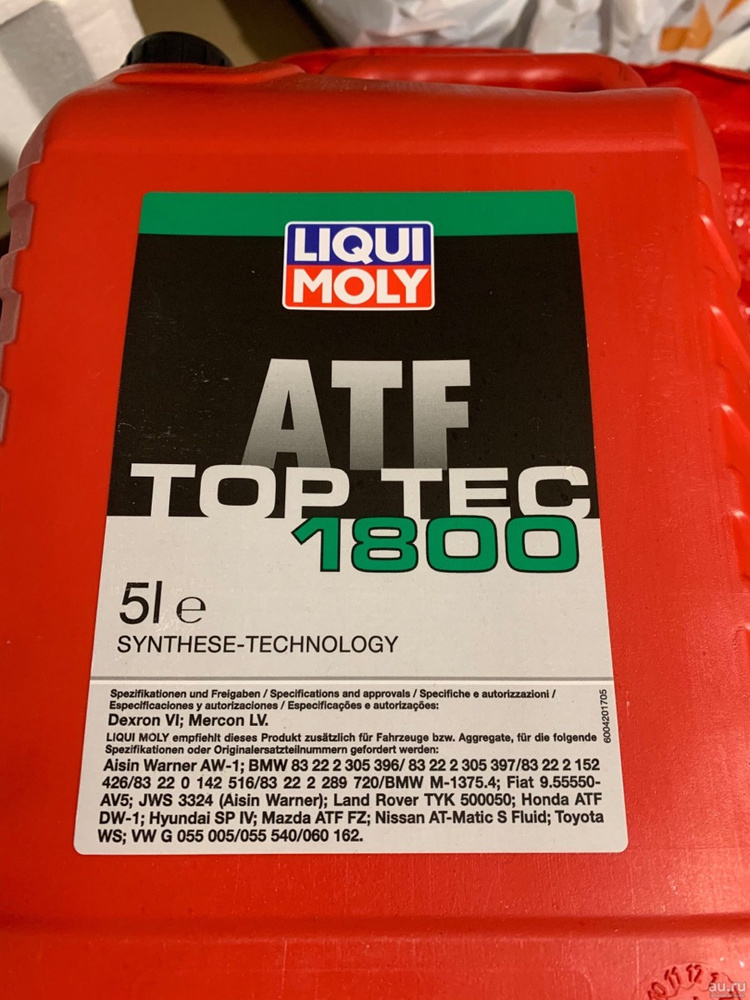 LIQUI
MOLY
ATF
TOP TEC
1800
5l e
SYNTHESE-TECHNOLOGY
Spezifikationen und Freigaben / Specifications and approvals / Specifiche e autorizzazioni /
Especificaciones y autorizaciones / Especificações e autorizações:
Dexron VI; Mercon LV.
LIQUI MOLY empfiehlt dieses Produkt zusätzlich für Fahrzeuge bzw. Aggregate, für die folgende
Spezifikationen oder Originalersatzteilnummern gefordert werden:
Aisin Warner AW-1; BMW 83 22 2 305 396/ 83 22 2 305 397/83 22 2 152
426/83 22 0 142 516/83 22 2 289 720/BMW M-1375.4; Fiat 9.55550-
AV5; JWS 3324 (Aisin Warner); Land Rover TYK 500050; Honda ATF
DW-1; Hyundai SP IV; Mazda ATF FZ; Nissan AT-Matic S Fluid; Toyota
WS; VW G 055 005/055 540/060 162.
6004201705
10 11 12
au.ru